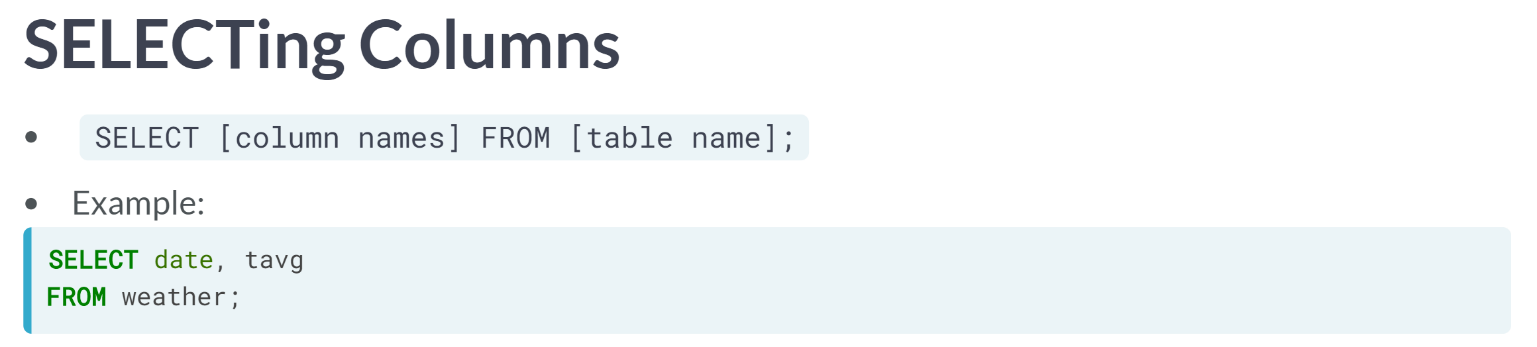 SELECTing Columns
• SELECT [column names] FROM [table name];
• Example:
SELECT date, tavg
FROM weather;